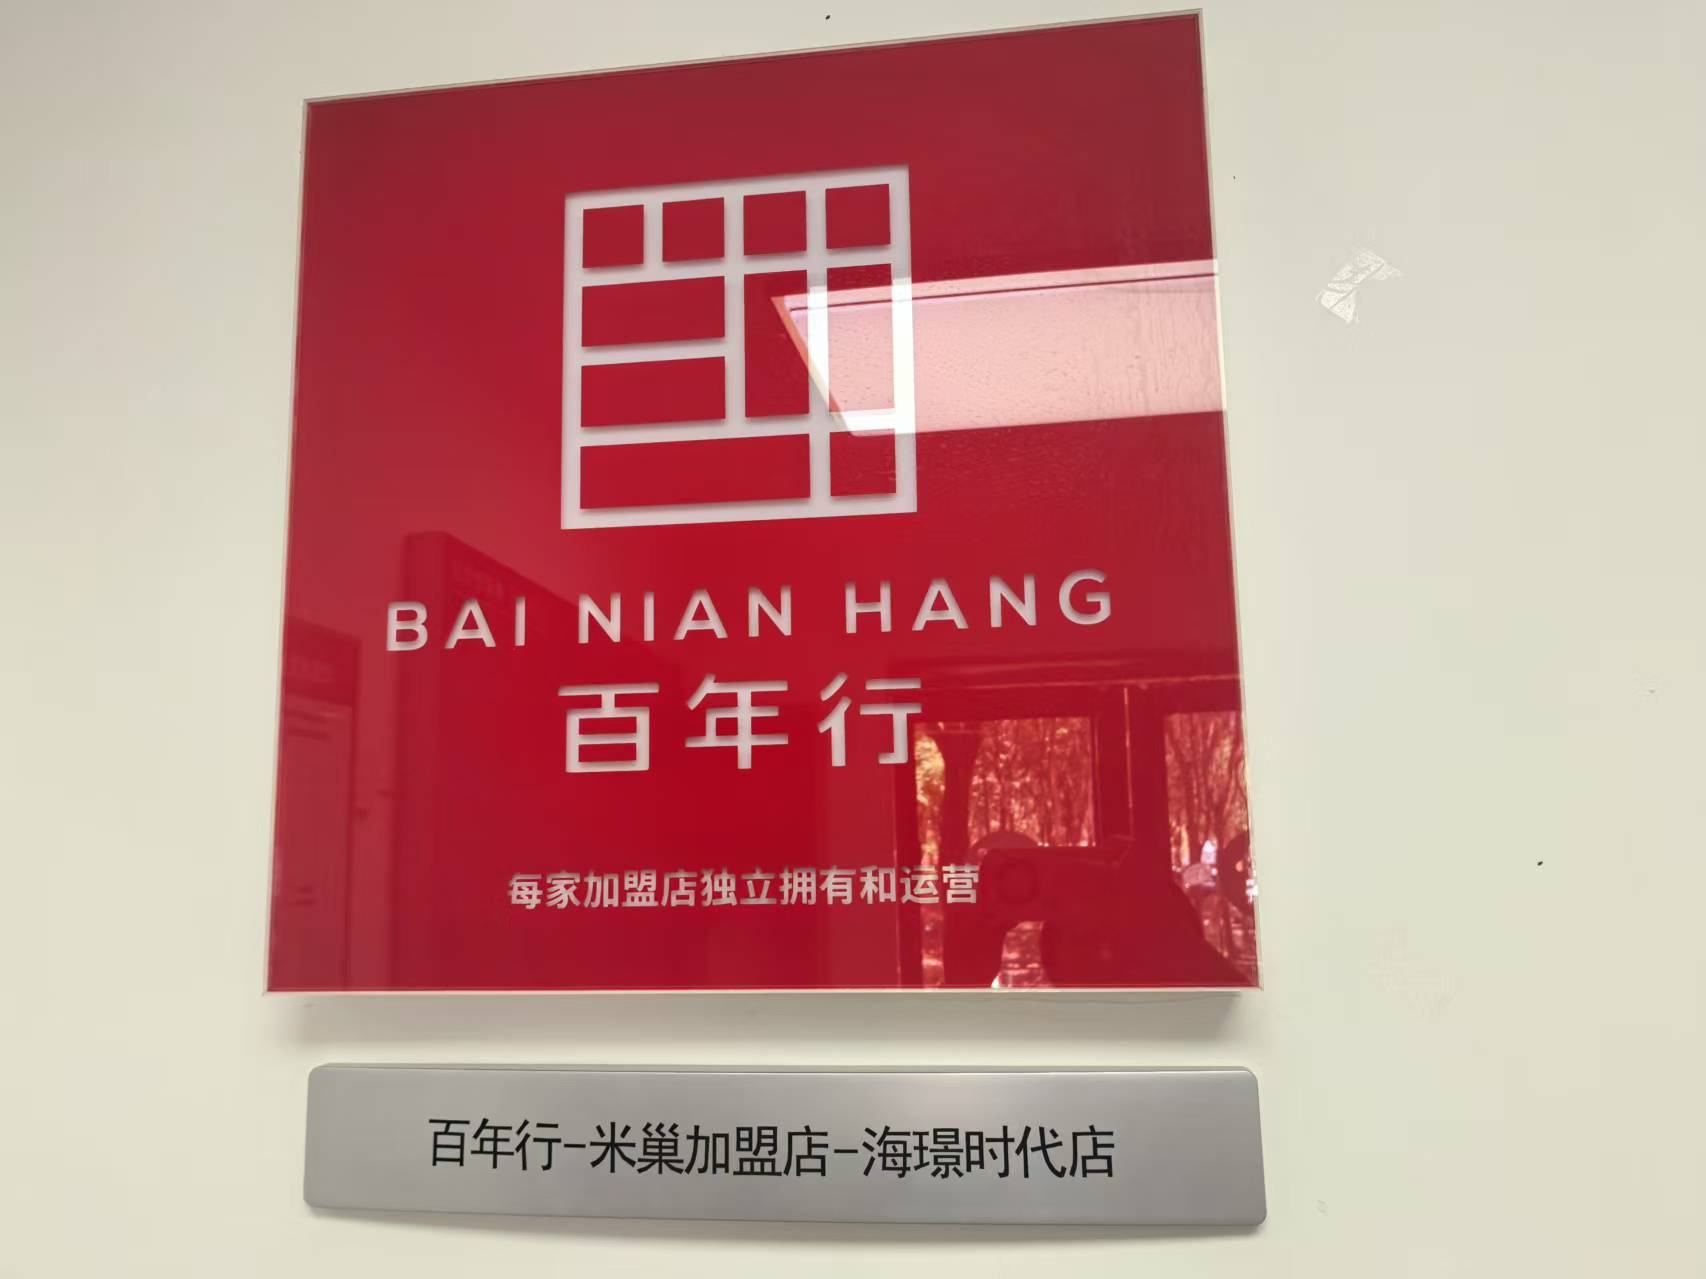 BAI NIAN HANG
百年行
每家加盟店独立拥有和运营
百年行-米巢加盟店-海璟时代店